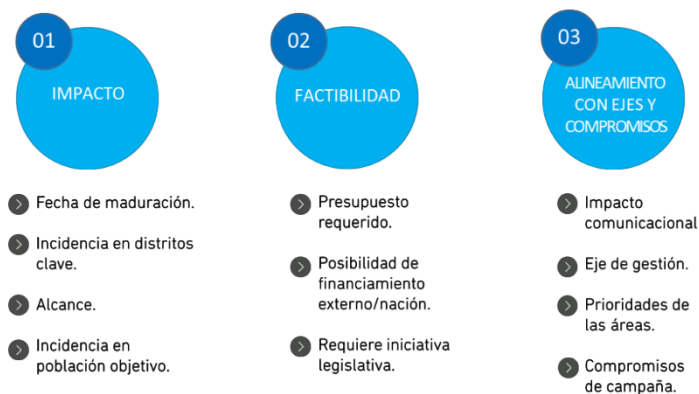 01
IMPACTO
Fecha de maduración.
Incidencia en distritos
clave.
Alcance.
Incidencia en
población objetivo.
02
FACTIBILIDAD
Presupuesto
requerido.
Posibilidad de
financiamiento
externo/nación.
Requiere iniciativa
legislativa.
03
ALINEAMIENTO
CON EJES Y
COMPROMISOS
Impacto
comunicacional
Eje de gestión.
Prioridades de
las áreas.
Compromisos
de campaña.